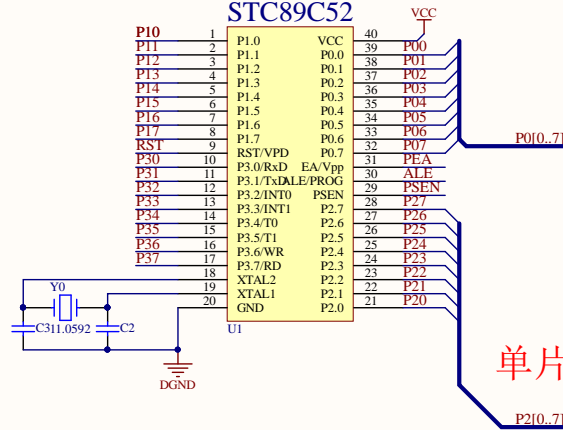 STC89C52
VCC
P10 1 P1.0 VCC 40
P11 2 P1.1 P0.0 39 P00
P12 3 P1.2 P0.1 38 P01
P13 4 P1.3 P0.2 37 P02
P14 5 P1.4 P0.3 36 P03
P15 6 P1.5 P0.4 35 P04
P16 7 P1.6 P0.5 34 P05
P17 8 P1.7 P0.6 33 P06
RST 9 RST/VPD P0.7 32 P07
P0[0..7]
P30 10 P3.0/RxD EA/Vpp 31 PEA
P31 11 P3.1/TxD ALE/PROG 30 ALE
P32 12 P3.2/INT0 PSEN 29 PSEN
P33 13 P3.3/INT1 P2.7 28 P27
P34 14 P3.4/T0 P2.6 27 P26
P35 15 P3.5/T1 P2.5 26 P25
P36 16 P3.6/WR P2.4 25 P24
P37 17 P3.7/RD P2.3 24 P23
18 XTAL2 P2.2 23 P22
19 XTAL1 P2.1 22 P21
20 GND P2.0 21 P20
Y0
C3 11.0592 C2
U1
单片
DGND
P2[0..7]